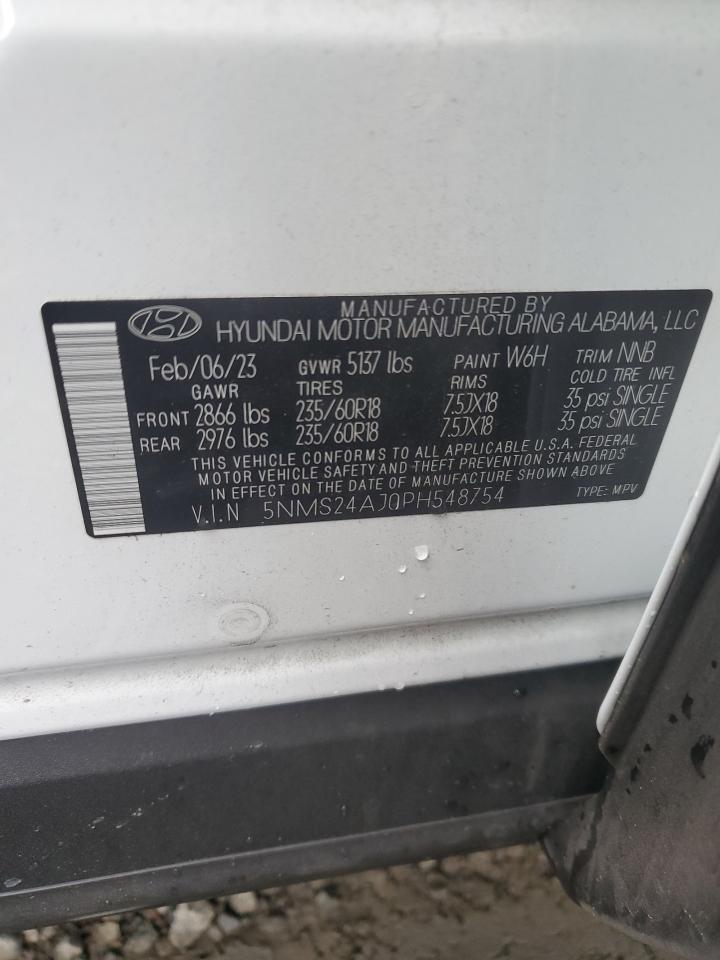 MANUFACTURED BY
HYUNDAI MOTOR MANUFACTURING ALABAMA, LLC
Feb/06/23 GVWR 5137 lbs PAINT W6H TRIM NNB
GAWR TIRES RIMS COLD TIRE INFL
FRONT 2866 lbs 235/60R18 7.5JX18 35 psi SINGLE
REAR 2976 lbs 235/60R18 7.5JX18 35 psi SINGLE
THIS VEHICLE CONFORMS TO ALL APPLICABLE U.S.A. FEDERAL
MOTOR VEHICLE SAFETY AND THEFT PREVENTION STANDARDS
IN EFFECT ON THE DATE OF MANUFACTURE SHOWN ABOVE
V.I.N 5NMS24AJ0PH548754 TYPE: MPV